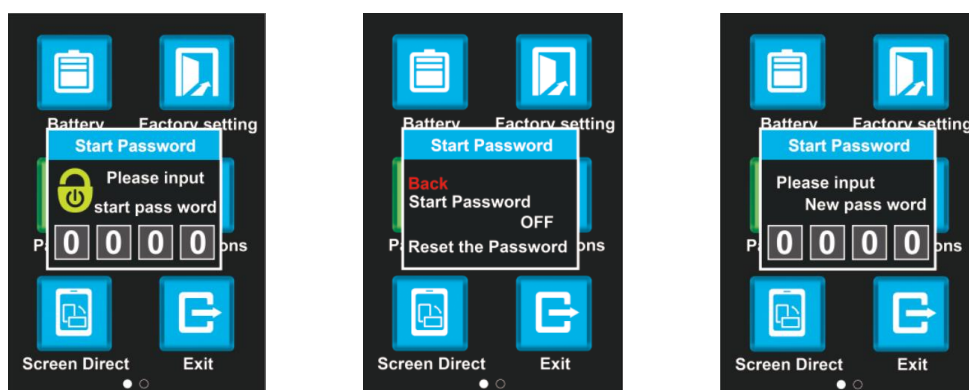 Battery Factory setting
Start Password
Please input
start pass word
0 0 0 0
Screen Direct Exit
Battery Factory setting
Start Password
Back
Start Password
OFF
Reset the Password
Screen Direct Exit
Battery Factory setting
Start Password
Please input
New pass word
0 0 0 0
Screen Direct Exit